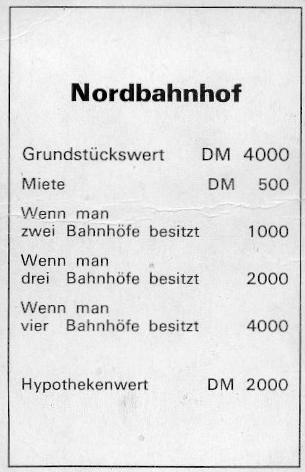 Nordbahnhof
Grundstückswert DM 4000
Miete DM 500
Wenn man
zwei Bahnhöfe besitzt 1000
Wenn man
drei Bahnhöfe besitzt 2000
Wenn man
vier Bahnhöfe besitzt 4000
Hypothekenwert DM 2000